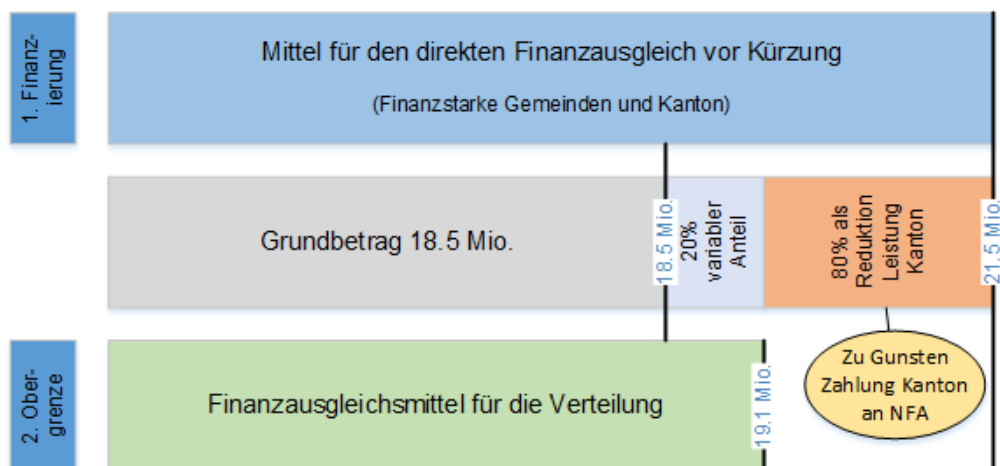 1. Finanz-
ierung
Mittel für den direkten Finanzausgleich vor Kürzung
(Finanzstarke Gemeinden und Kanton)
Grundbetrag 18.5 Mio.
18.5 Mio.
20%
variabler
Anteil
80% als
Reduktion
Leistung
Kanton
21.5 Mio.
2. Ober-
grenze
Finanzausgleichsmittel für die Verteilung
19.1 Mio.
Zu Gunsten
Zahlung Kanton
an NFA